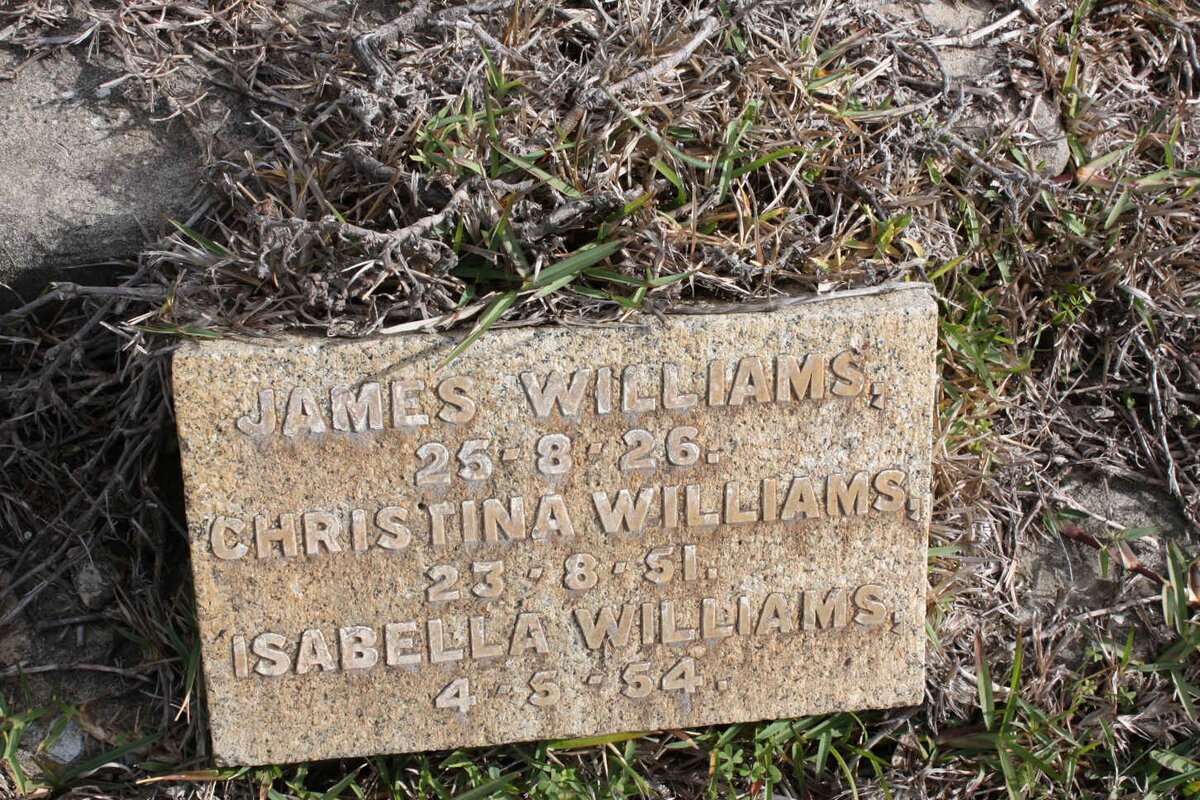 JAMES WILLIAMS,
25-8-26.
CHRISTINA WILLIAMS,
23-8-51.
ISABELLA WILLIAMS,
4-5-54.